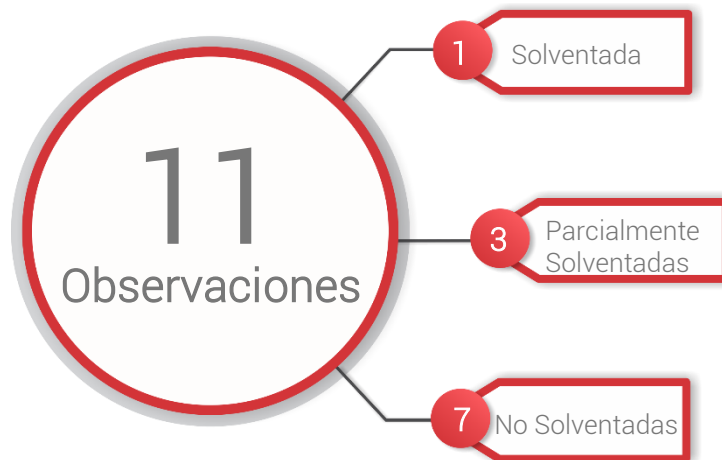 11
Observaciones
1
Solventada
3
Parcialmente
Solventadas
7
No Solventadas